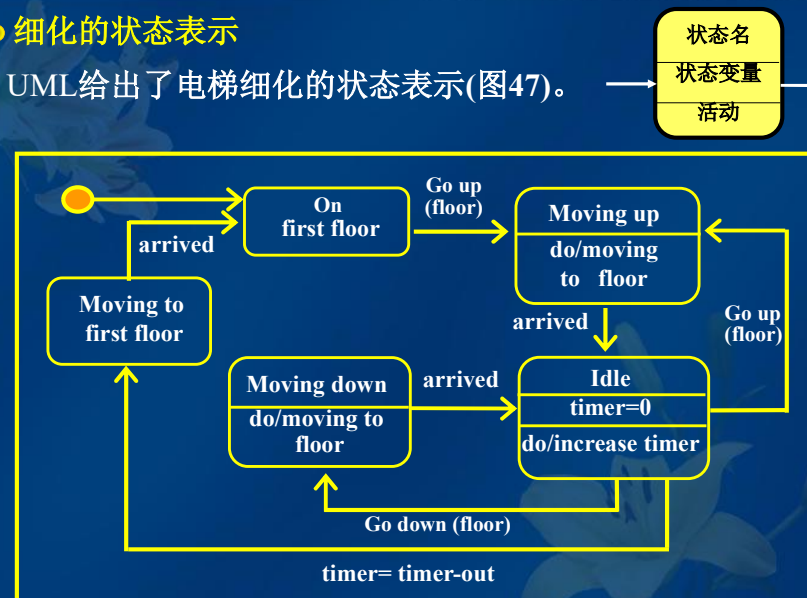 细化的状态表示
UML给出了电梯细化的状态表示(图47)。
状态名
状态变量
活动
On
first floor
Go up
(floor)
Moving up
do/moving
to floor
arrived
Moving to
first floor
arrived
Go up
(floor)
Moving down
do/moving to
floor
arrived
Idle
timer=0
do/increase timer
Go down (floor)
timer= timer-out